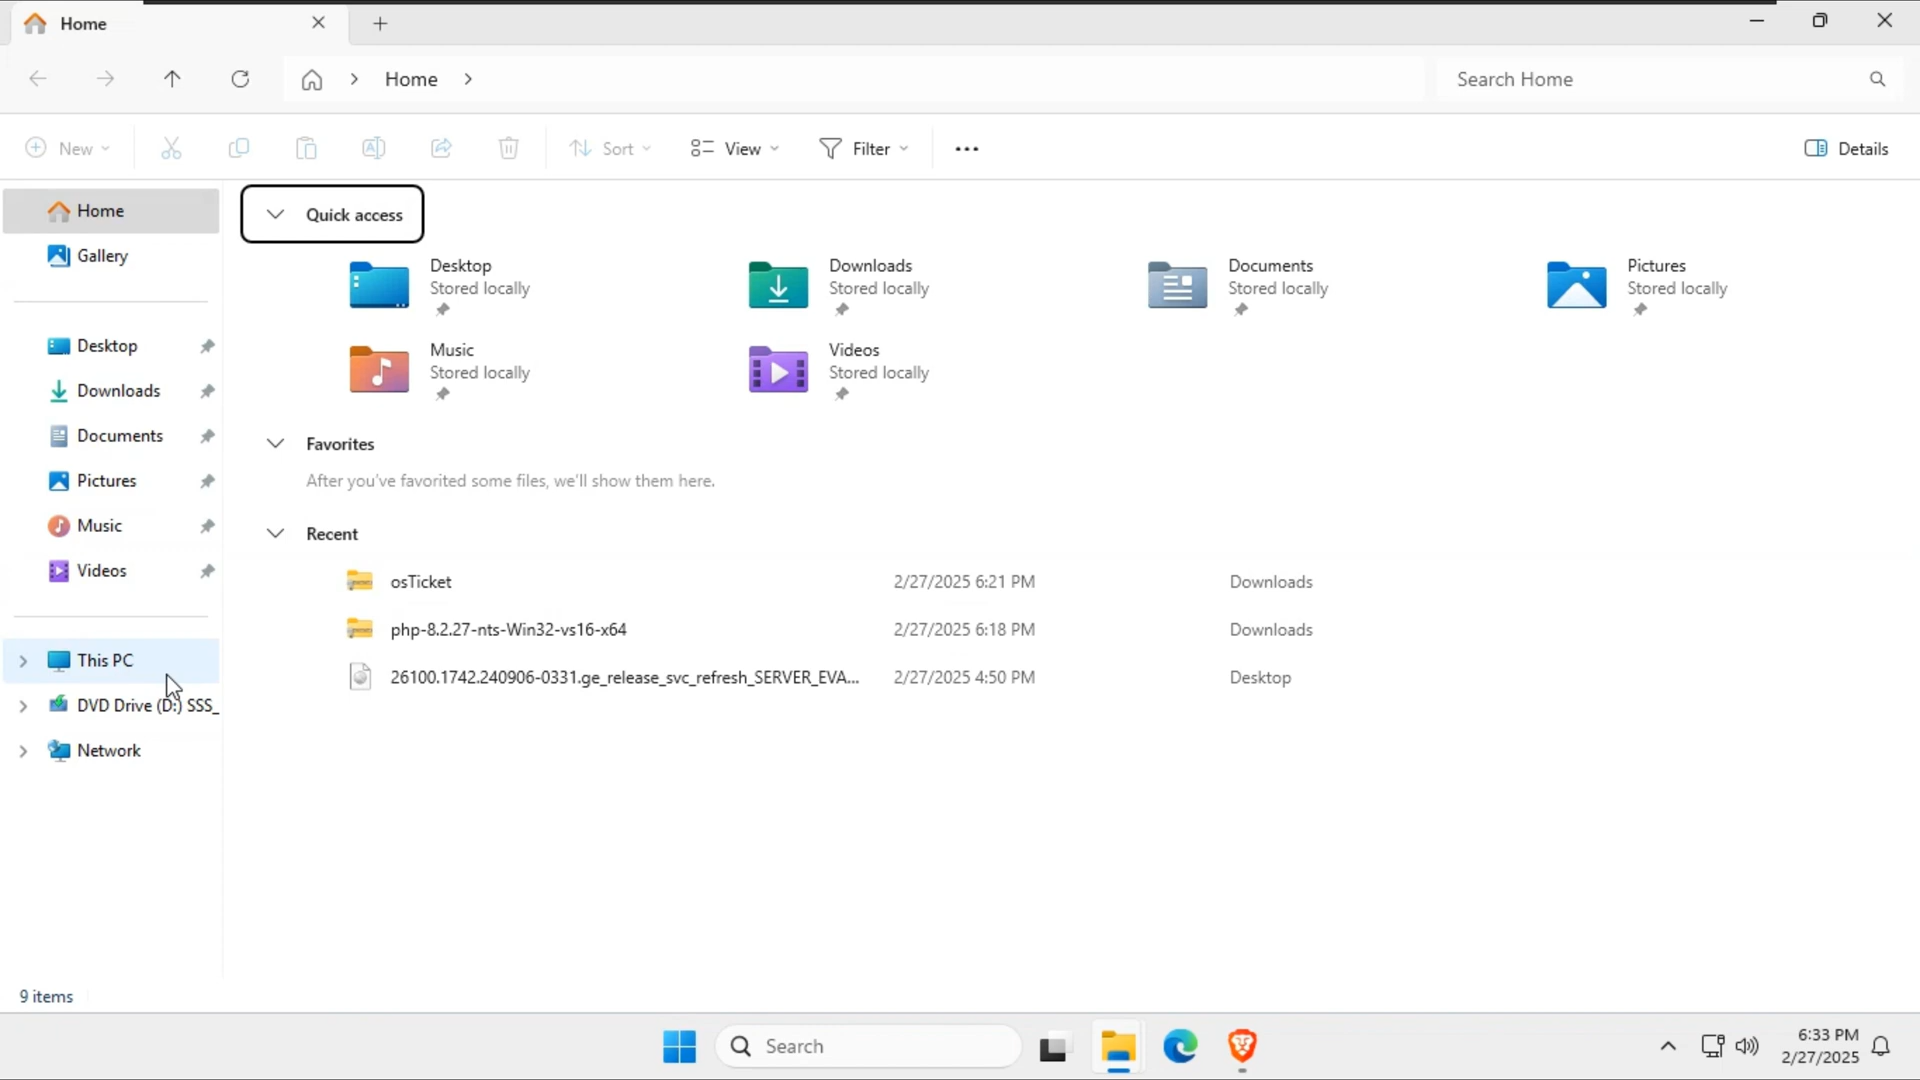 Home
Home
Search Home
New
Sort
View
Filter
Details
Home
Gallery
Desktop
Downloads
Documents
Pictures
Music
Videos
This PC
DVD Drive (D:) SSS_
Network
Quick access
Desktop
Stored locally
Downloads
Stored locally
Documents
Stored locally
Pictures
Stored locally
Music
Stored locally
Videos
Stored locally
Favorites
After you've favorited some files, we'll show them here.
Recent
osTicket 2/27/2025 6:21 PM Downloads
php-8.2.27-nts-Win32-vs16-x64 2/27/2025 6:18 PM Downloads
26100.1742.240906-0331.ge_release_svc_refresh_SERVER_EVA... 2/27/2025 4:50 PM Desktop
9 items
Search
6:33 PM
2/27/2025